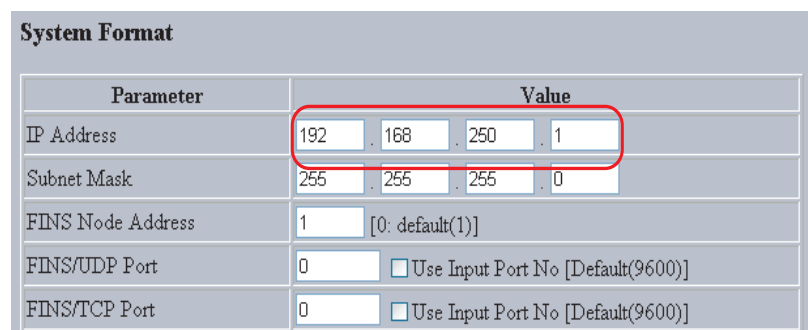 System Format
Parameter Value
IP Address 192 . 168 . 250 . 1
Subnet Mask 255 . 255 . 255 . 0
FINS Node Address 1 [0: default(1)]
FINS/UDP Port 0 Use Input Port No [Default(9600)]
FINS/TCP Port 0 Use Input Port No [Default(9600)]